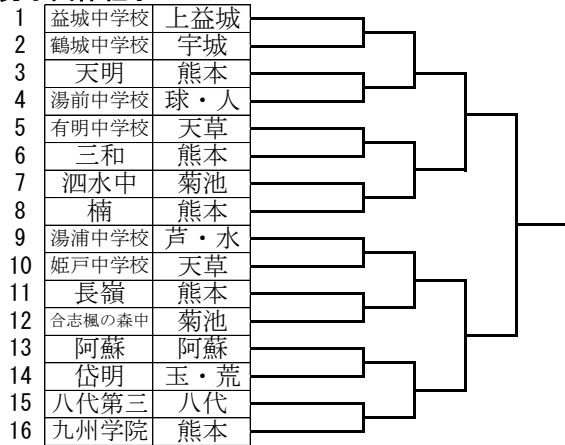 1 益城中学校 上益城
2 鶴城中学校 宇城
3 天明 熊本
4 湯前中学校 球・人
5 有明中学校 天草
6 三和 熊本
7 泗水中 菊池
8 楠 熊本
9 湯浦中学校 芦・水
10 姫戸中学校 天草
11 長嶺 熊本
12 合志楓の森中 菊池
13 阿蘇 阿蘇
14 岱明 玉・荒
15 八代第三 八代
16 九州学院 熊本